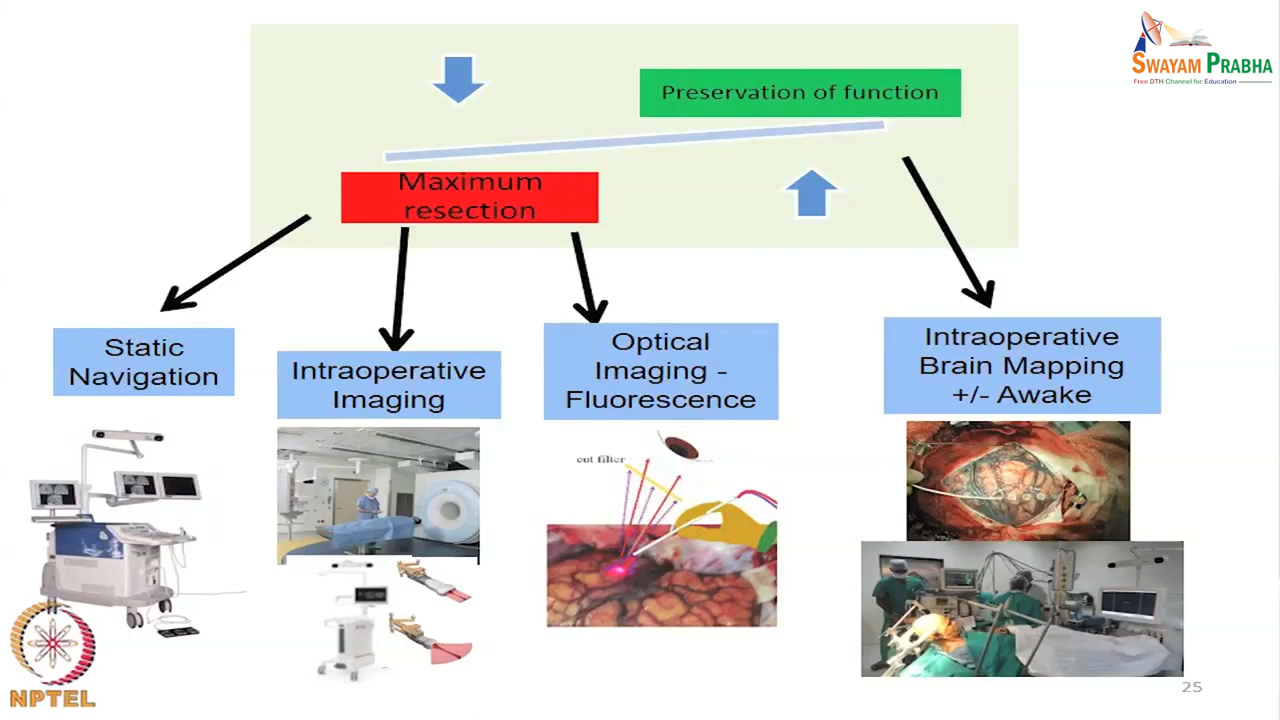 SWAYAM PRABHA
Free DTH Channel for Education
Preservation of function
Maximum
resection
Static
Navigation
Intraoperative
Imaging
Optical
Imaging -
Fluorescence
Intraoperative
Brain Mapping
+/- Awake
cut filter
NPTEL
25